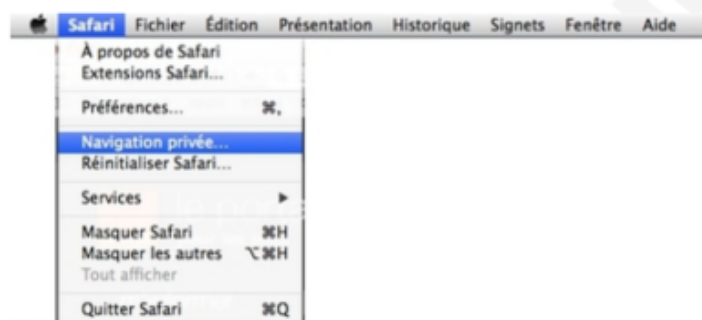 Safari Fichier Édition Présentation Historique Signets Fenêtre Aide
À propos de Safari
Extensions Safari...
Préférences... ⌘,
Navigation privée...
Réinitialiser Safari...
Services ▶
Masquer Safari ⌘H
Masquer les autres ⌥⌘H
Tout afficher
Quitter Safari ⌘Q